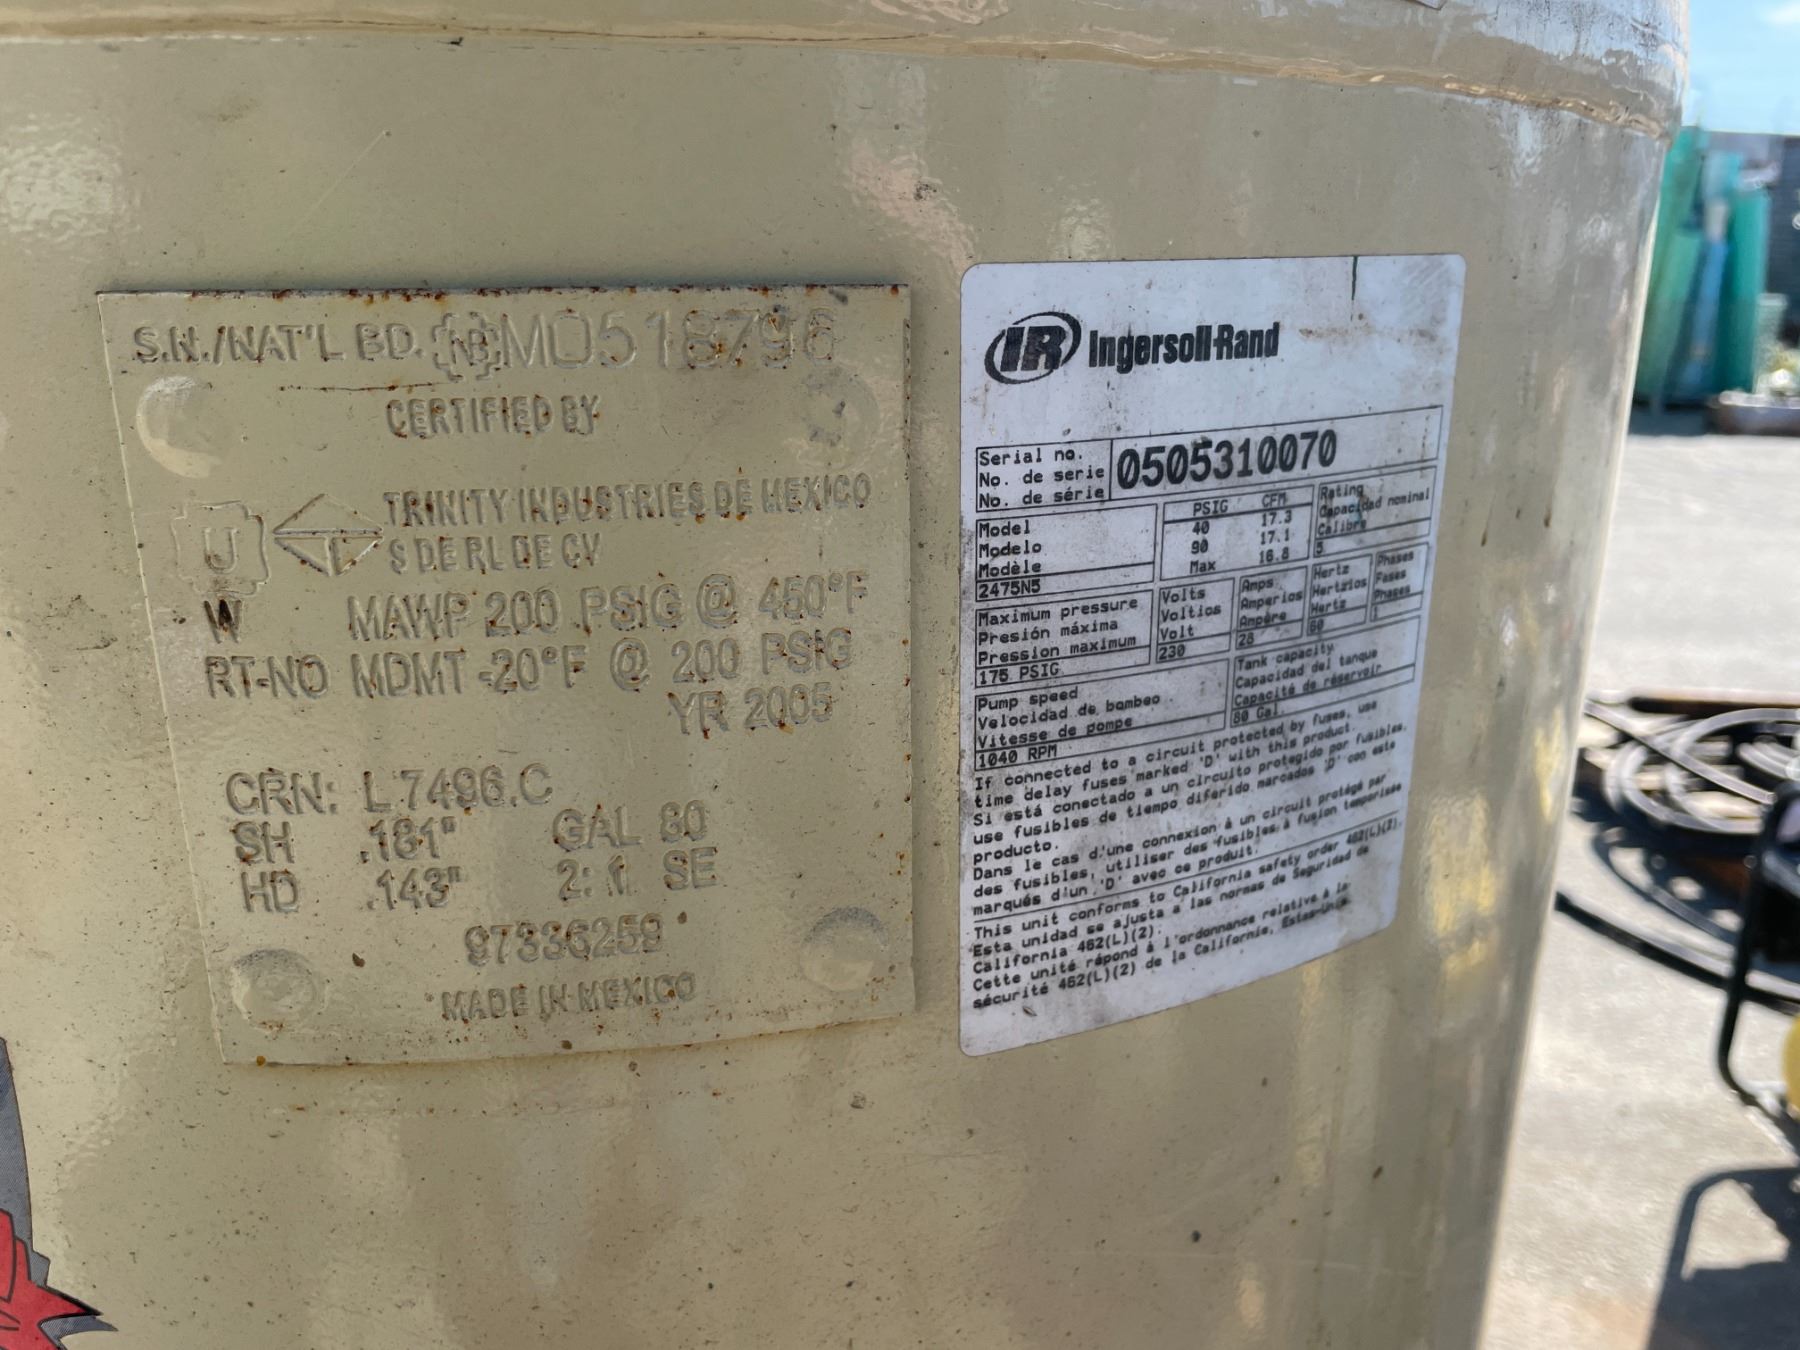 S.N./NAT'L BD. NB MO518796
CERTIFIED BY
U
TRINITY INDUSTRIES DE MEXICO
S DE RL DE CV
W MAWP 200 PSIG @ 450°F
RT-NO MDMT -20°F @ 200 PSIG
YR 2005
CRN: L7496.C
SH .181" GAL 80
HD .143" 2:1 SE
97336259
MADE IN MEXICO
IR Ingersoll-Rand
Serial no.
No. de serie
No. de série
0505310070
Model
Modelo
Modèle
2475N5
PSIG CFM
40 17.3
90 17.1
Max 16.8
Rating
Capacidad nominal
Calibre
5
Maximum pressure
Presión máxima
Pression maximum
175 PSIG
Volts
Voltios
Volt
230
Amps
Amperios
Ampère
28
Hertz
Hertzios
Hertz
60
Phases
Fases
Phases
1
Pump speed
Velocidad de bombeo
Vitesse de pompe
1040 RPM
Tank capacity
Capacidad del tanque
Capacité de réservoir
80 Gal.
If connected to a circuit protected by fuses, use
time delay fuses marked 'D' with this product.
Si está conectado a un circuito protegido por fusibles,
use fusibles de tiempo diferido marcados 'D' con este
producto.
Dans le cas d'une connexion à un circuit protégé par
des fusibles, utiliser des fusibles à fusion temporisée
marqués d'un 'D' avec ce produit.
This unit conforms to California safety order 462(L)(2).
Esta unidad se ajusta a las normas de Seguridad de
California 462(L)(2).
Cette unité répond à l'ordonnance relative à la
sécurité 462(L)(2) de la Californie, Estas-Unis.